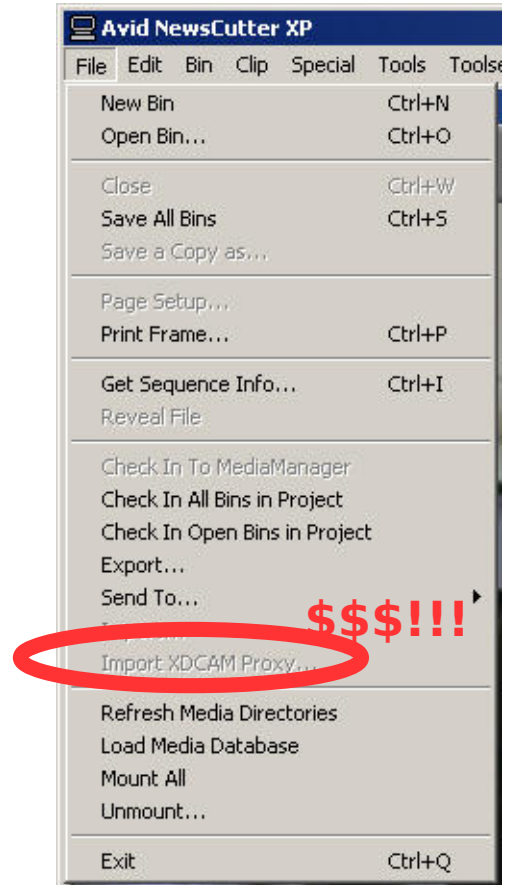 Avid NewsCutter XP
File Edit Bin Clip Special Tools Tools
New Bin Ctrl+N
Open Bin... Ctrl+O
Close Ctrl+W
Save All Bins Ctrl+S
Save a Copy as...
Page Setup...
Print Frame... Ctrl+P
Get Sequence Info... Ctrl+I
Reveal File
Check In To MediaManager
Check In All Bins in Project
Check In Open Bins in Project
Export...
Send To...
$$$!!!
Import XDCAM Proxy...
Refresh Media Directories
Load Media Database
Mount All
Unmount...
Exit Ctrl+Q